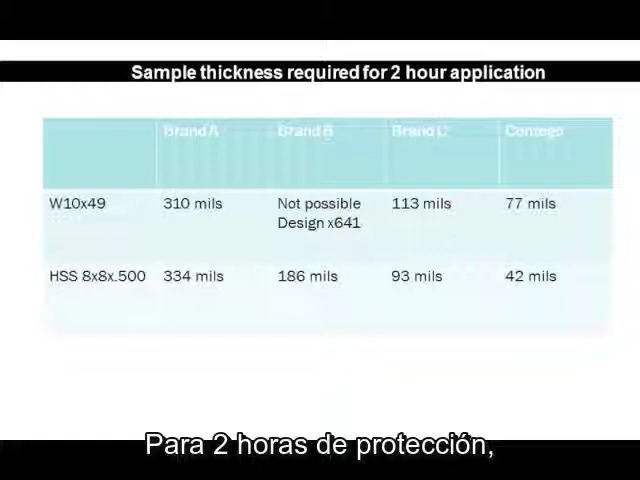 Sample thickness required for 2 hour application
Brand A Brand B Brand C Contego
W10x49 310 mils Not possible 113 mils 77 mils
Design x641
HSS 8x8x.500 334 mils 186 mils 93 mils 42 mils
Para 2 horas de protección,